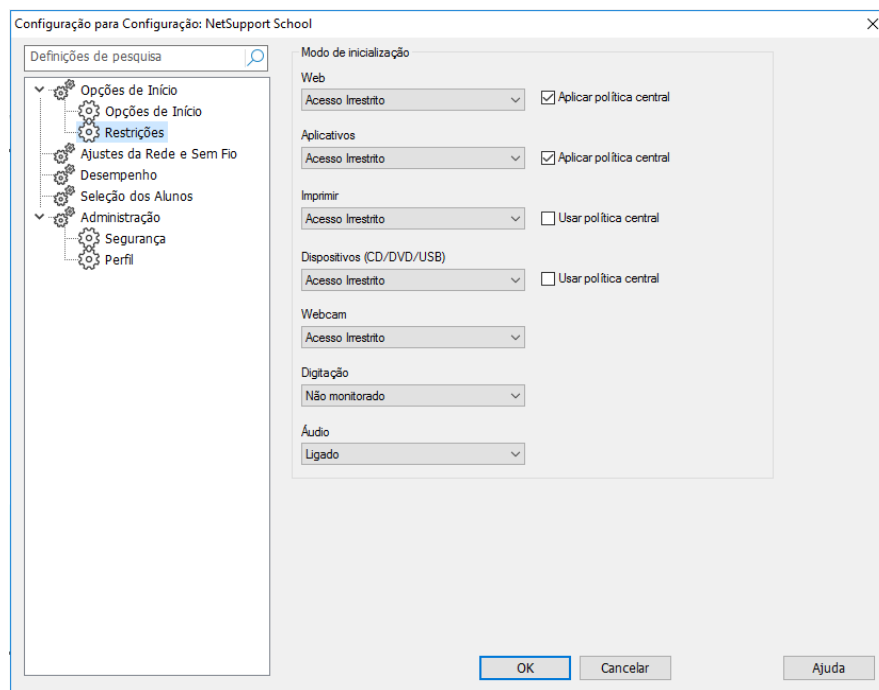 Configuração para Configuração: NetSupport School
Definições de pesquisa
Opções de Início
Opções de Início
Restrições
Ajustes da Rede e Sem Fio
Desempenho
Seleção dos Alunos
Administração
Segurança
Perfil
Modo de inicialização
Web
Acesso Irrestrito
Aplicar política central
Aplicativos
Acesso Irrestrito
Aplicar política central
Imprimir
Acesso Irrestrito
Usar política central
Dispositivos (CD/DVD/USB)
Acesso Irrestrito
Usar política central
Webcam
Acesso Irrestrito
Digitação
Não monitorado
Áudio
Ligado
OK
Cancelar
Ajuda